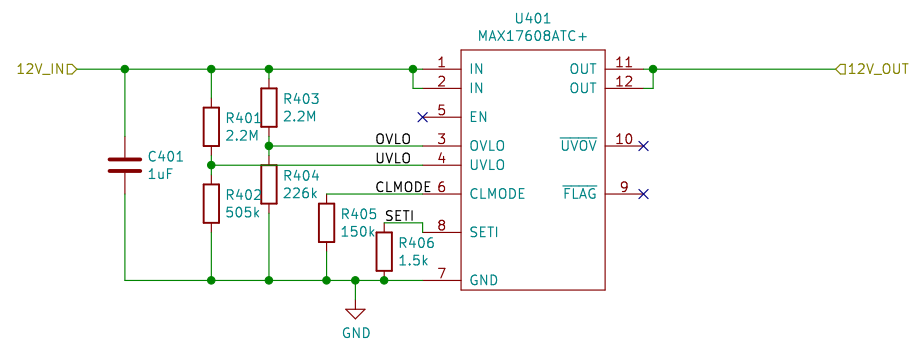 U401
MAX17608ATC+
12V_IN
1
IN
OUT
11
12V_OUT
2
IN
OUT
12
R403
2.2M
R401
2.2M
5
EN
OVLO
3
OVLO
UVOV
10
UVLO
4
UVLO
C401
1uF
R404
226k
R402
505k
CLMODE
6
CLMODE
FLAG
9
R405
150k
SETI
8
SETI
R406
1.5k
7
GND
GND